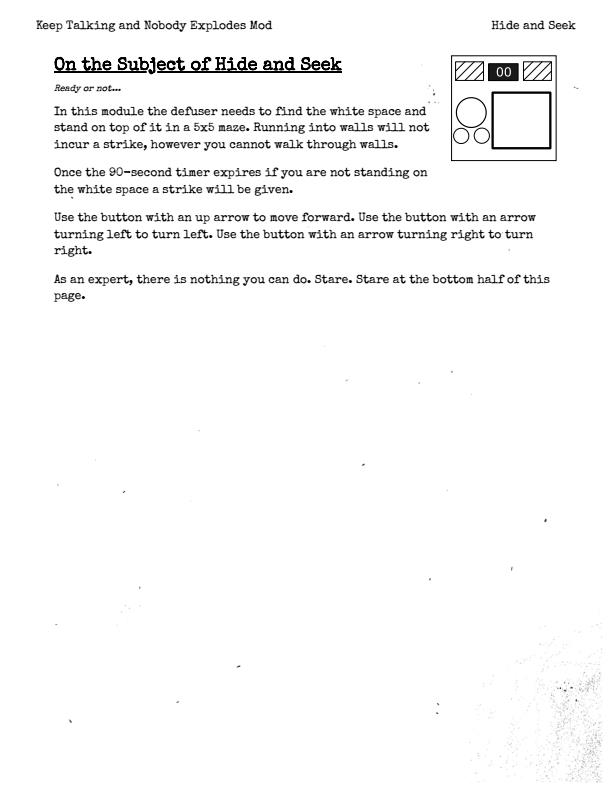 Keep Talking and Nobody Explodes Mod
Hide and Seek
On the Subject of Hide and Seek
Ready or not...
00
In this module the defuser needs to find the white space and
stand on top of it in a 5x5 maze. Running into walls will not
incur a strike, however you cannot walk through walls.
Once the 90-second timer expires if you are not standing on
the white space a strike will be given.
Use the button with an up arrow to move forward. Use the button with an arrow
turning left to turn left. Use the button with an arrow turning right to turn
right.
As an expert, there is nothing you can do. Stare. Stare at the bottom half of this
page.